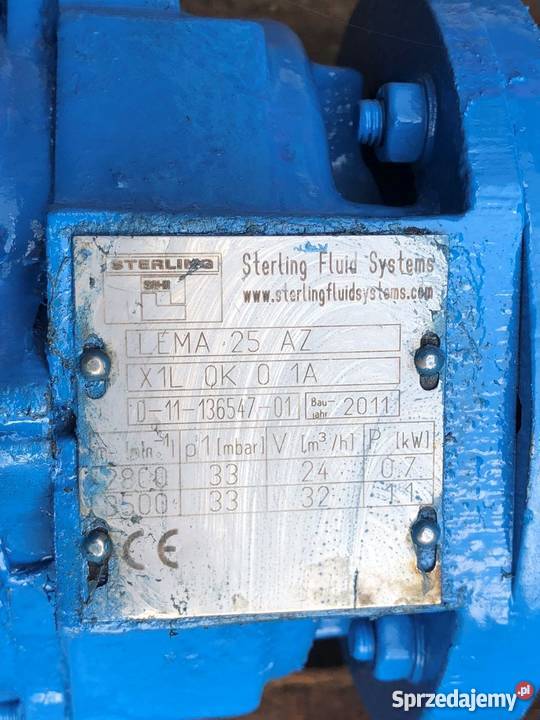 STERLING
SIHI
Sterling Fluid Systems
www.sterlingfluidsystems.com
LEMA 25 AZ
X1L QK 0 1A
D-11-136547-01 Bau-jahr 2011
[min-1] p1 [mbar] V [m³/h] P [kW]
2800 33 24 0.7
3500 33 32 1.1
CE
Sprzedajemy.pl